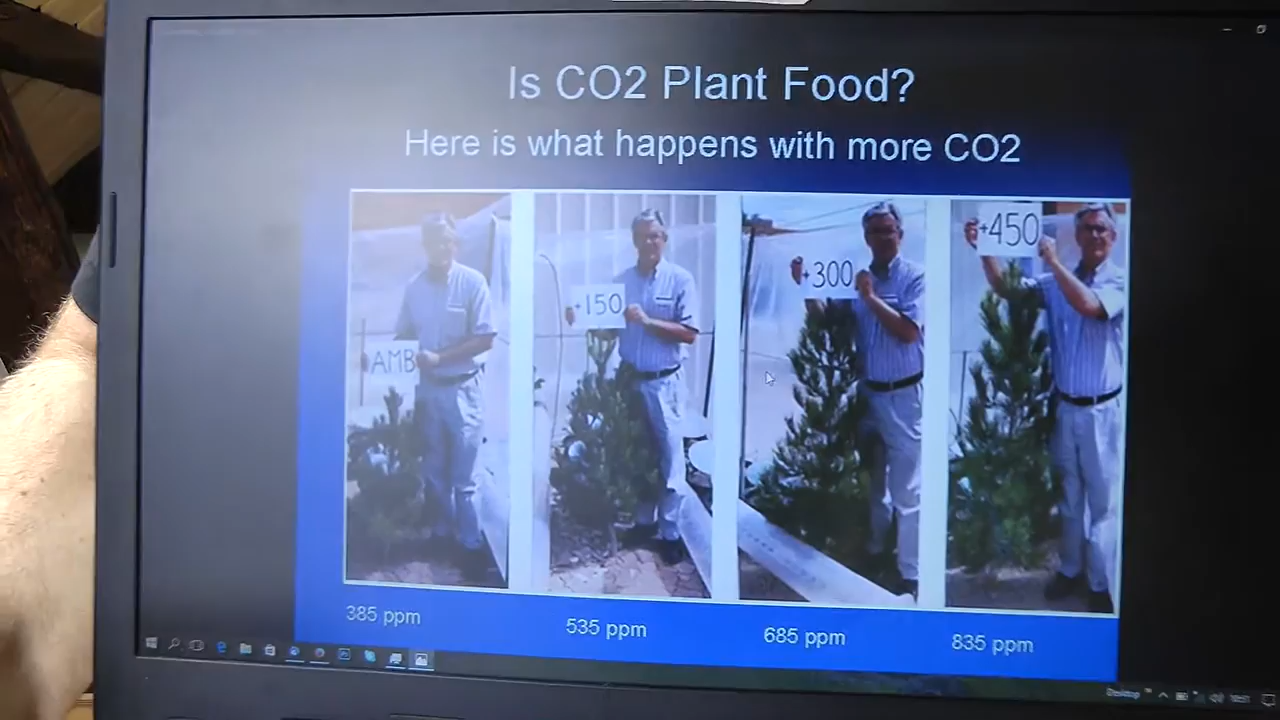 Is CO2 Plant Food?
Here is what happens with more CO2
AMB
+150
+300
+450
385 ppm
535 ppm
685 ppm
835 ppm
Desktop